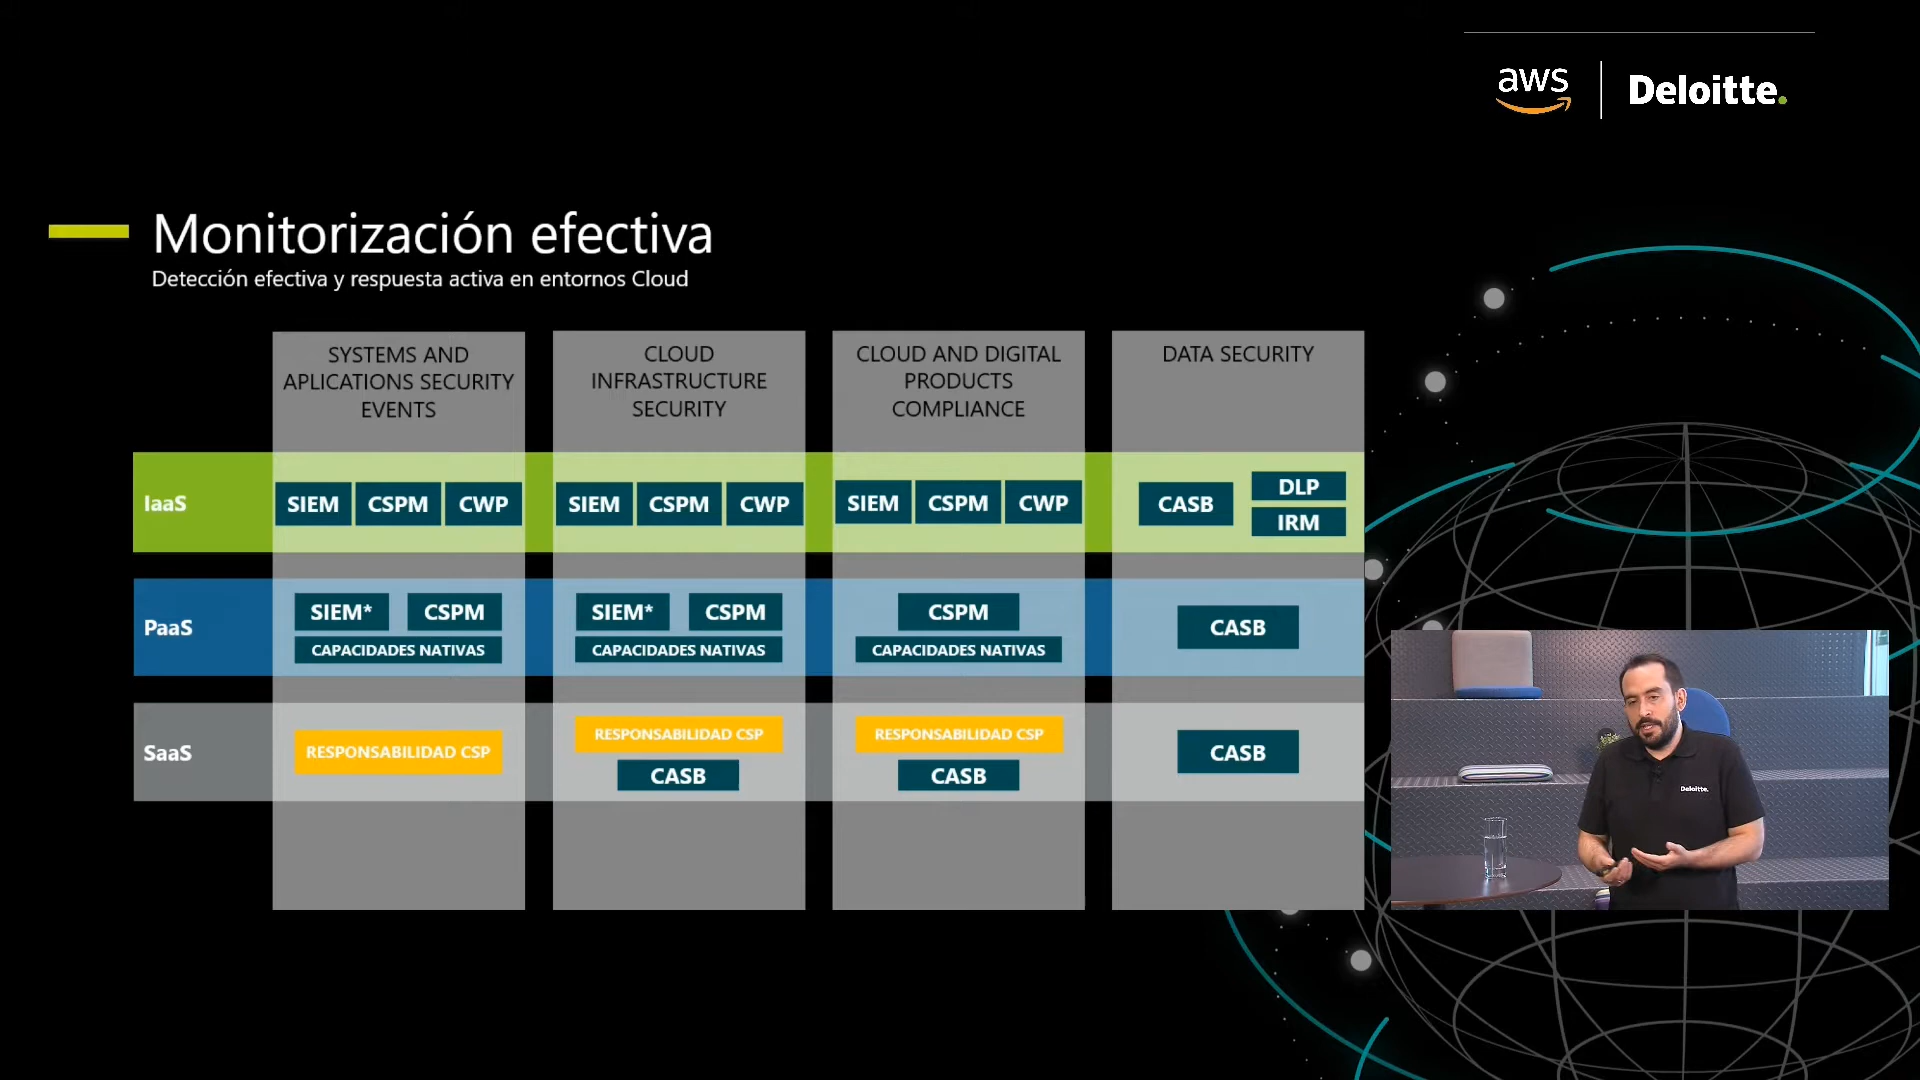 aws
Deloitte.
Monitorización efectiva
Detección efectiva y respuesta activa en entornos Cloud
SYSTEMS AND
APLICATIONS SECURITY
EVENTS
CLOUD
INFRASTRUCTURE
SECURITY
CLOUD AND DIGITAL
PRODUCTS
COMPLIANCE
DATA SECURITY
IaaS
SIEM
CSPM
CWP
SIEM
CSPM
CWP
SIEM
CSPM
CWP
CASB
DLP
IRM
PaaS
SIEM*
CSPM
CAPACIDADES NATIVAS
SIEM*
CSPM
CAPACIDADES NATIVAS
CSPM
CAPACIDADES NATIVAS
CASB
SaaS
RESPONSABILIDAD CSP
RESPONSABILIDAD CSP
CASB
RESPONSABILIDAD CSP
CASB
CASB
Deloitte.